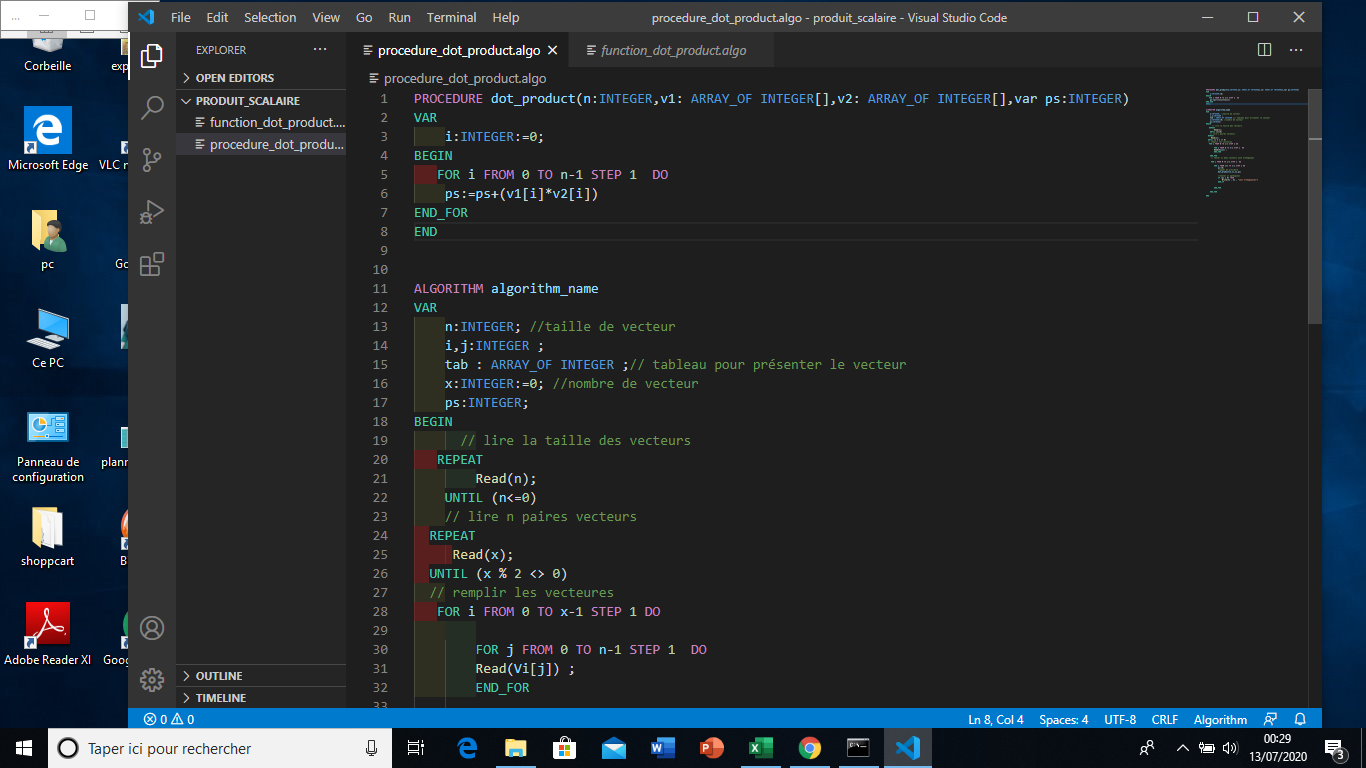 File Edit Selection View Go Run Terminal Help
procedure_dot_product.algo - produit_scalaire - Visual Studio Code
Corbeille
Microsoft Edge
pc
Ce PC
Panneau de configuration
shoppcart
Adobe Reader XI
EXPLORER
OPEN EDITORS
PRODUIT_SCALAIRE
function_dot_product....
procedure_dot_produ...
OUTLINE
TIMELINE
procedure_dot_product.algo
function_dot_product.algo
procedure_dot_product.algo
1 PROCEDURE dot_product(n:INTEGER,v1: ARRAY_OF INTEGER[],v2: ARRAY_OF INTEGER[],var ps:INTEGER)
2 VAR
3 i:INTEGER:=0;
4 BEGIN
5 FOR i FROM 0 TO n-1 STEP 1  DO
6 ps:=ps+(v1[i]*v2[i])
7 END_FOR
8 END
9
10
11 ALGORITHM algorithm_name
12 VAR
13 n:INTEGER; //taille de vecteur
14 i,j:INTEGER ;
15 tab : ARRAY_OF INTEGER ;// tableau pour présenter le vecteur
16 x:INTEGER:=0; //nombre de vecteur
17 ps:INTEGER;
18 BEGIN
19 // lire la taille des vecteurs
20 REPEAT
21 Read(n);
22 UNTIL (n<=0)
23 // lire n paires vecteurs
24 REPEAT
25 Read(x);
26 UNTIL (x % 2 <> 0)
27 // remplir les vecteures
28 FOR i FROM 0 TO x-1 STEP 1 DO
29
30 FOR j FROM 0 TO n-1 STEP 1  DO
31 Read(Vi[j]) ;
32 END_FOR
33
0 0
Ln 8, Col 4 Spaces: 4 UTF-8 CRLF Algorithm
Taper ici pour rechercher
00:29
13/07/2020
3